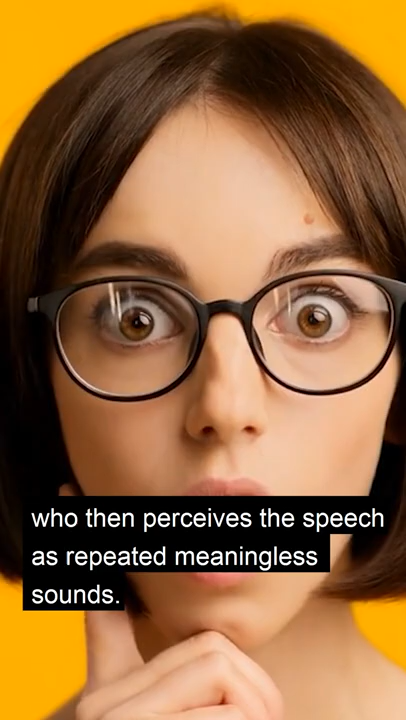 who then perceives the speech
as repeated meaningless
sounds.